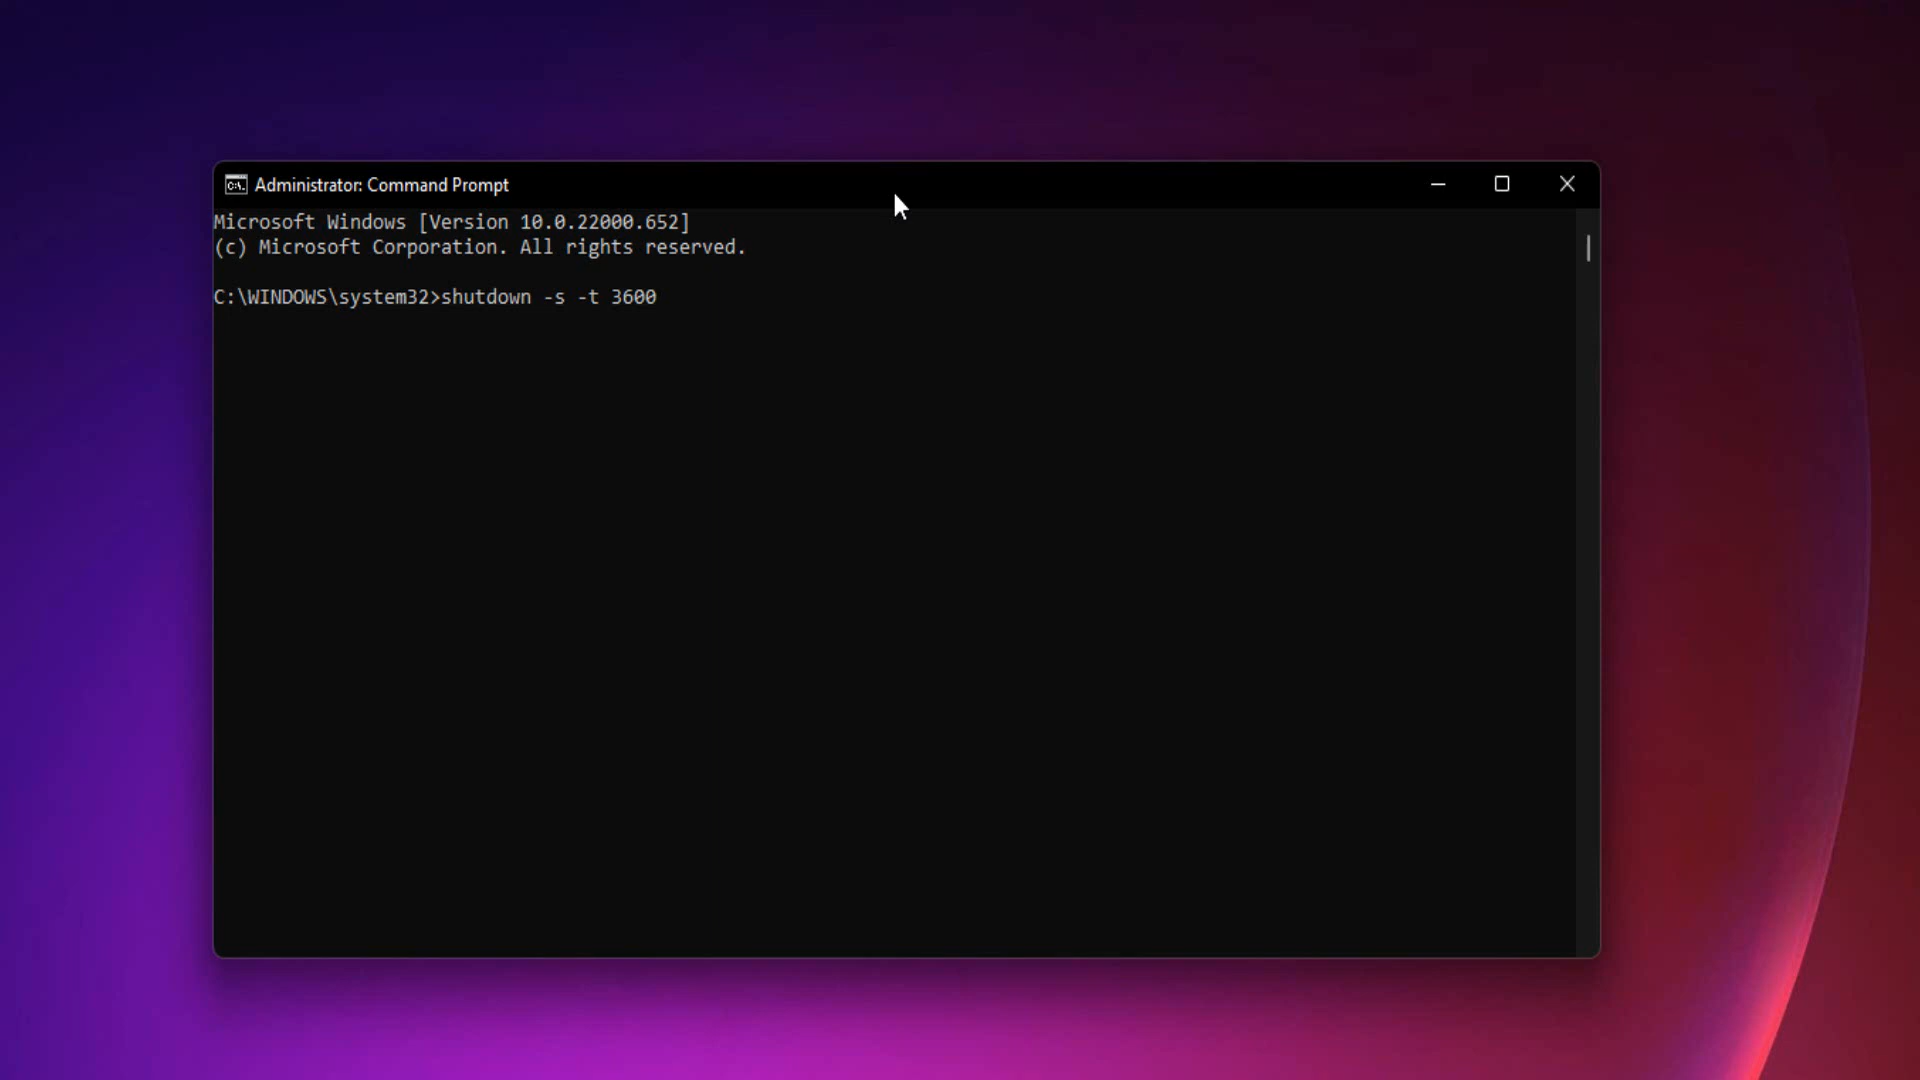 Administrator: Command Prompt
Microsoft Windows [Version 10.0.22000.652]
(c) Microsoft Corporation. All rights reserved.
C:\WINDOWS\system32>shutdown -s -t 3600